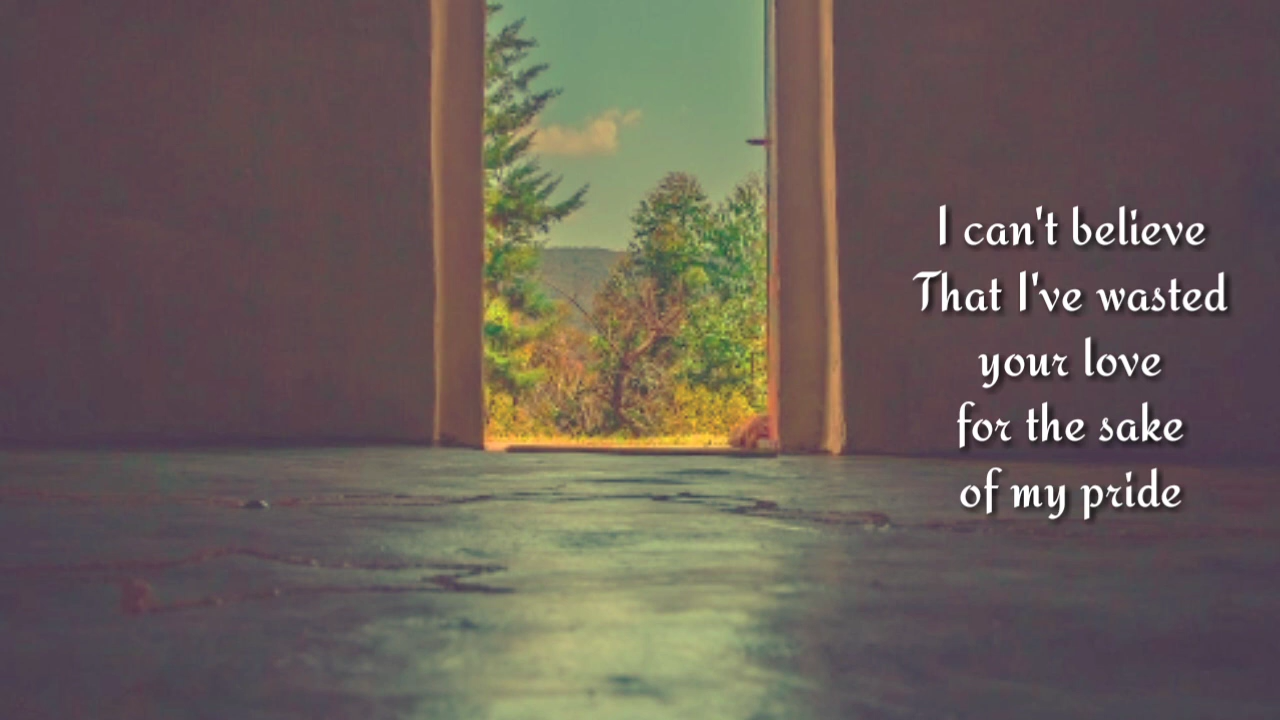 I can't believe
That I've wasted
your love
for the sake
of my pride